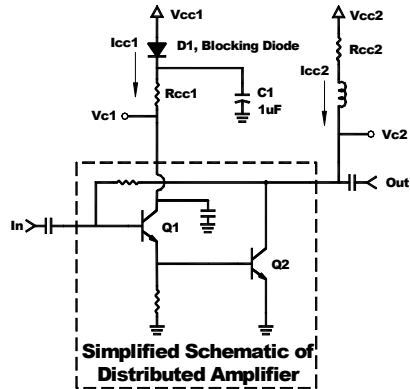 Vcc1
Vcc2
Icc1
D1, Blocking Diode
Rcc2
Icc2
Rcc1
C1
1uF
Vc1
Vc2
Out
In
Q1
Q2
Simplified Schematic of
Distributed Amplifier